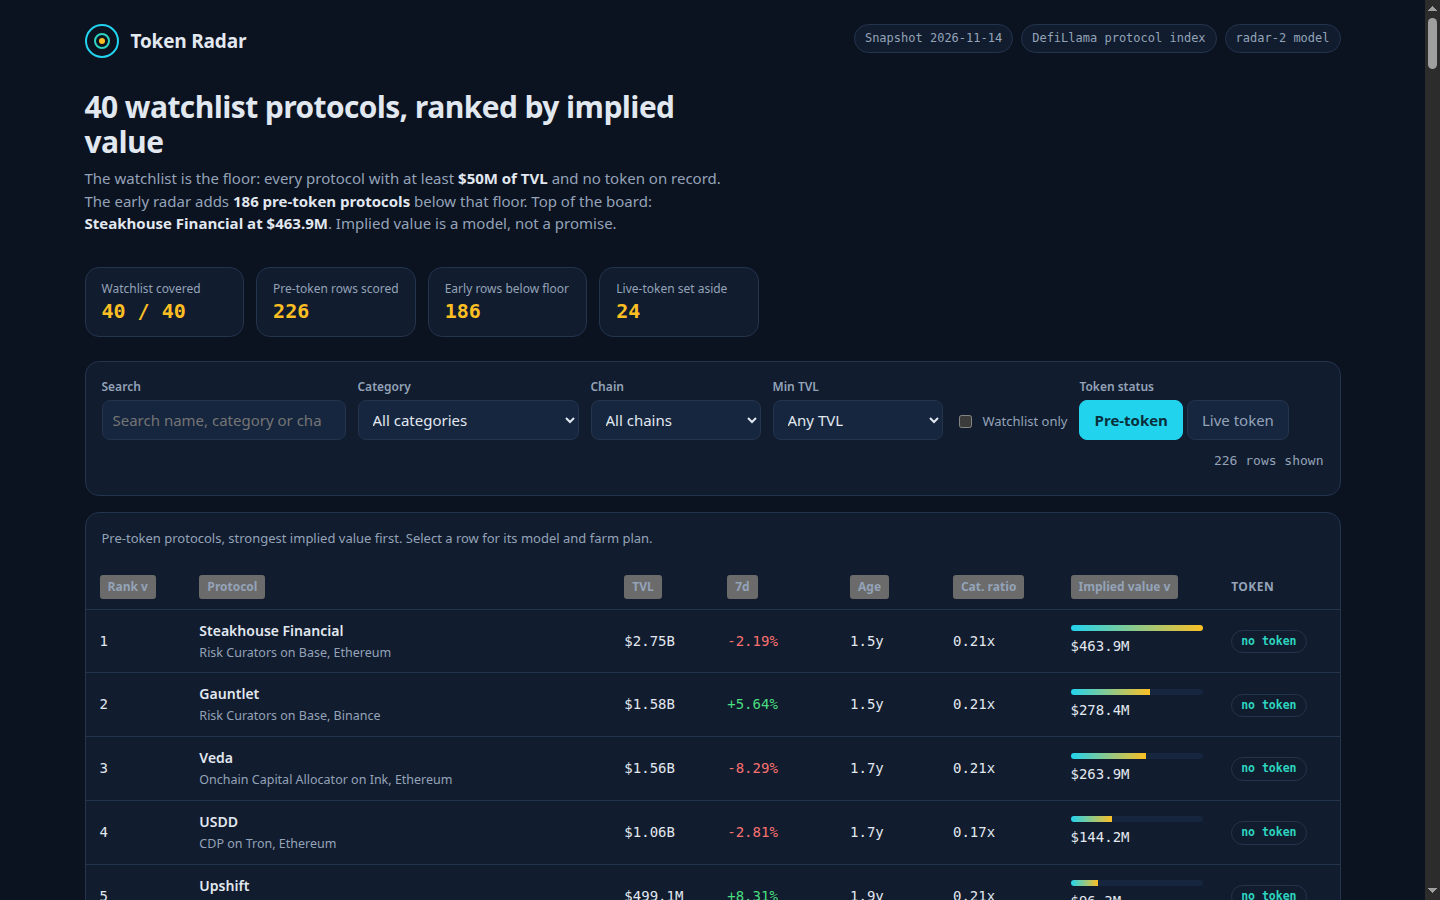 Token Radar
Snapshot 2026-11-14
DefiLlama protocol index
radar-2 model
40 watchlist protocols, ranked by implied
value
The watchlist is the floor: every protocol with at least $50M of TVL and no token on record.
The early radar adds 186 pre-token protocols below that floor. Top of the board:
Steakhouse Financial at $463.9M. Implied value is a model, not a promise.
Watchlist covered
40 / 40
Pre-token rows scored
226
Early rows below floor
186
Live-token set aside
24
Search
Search name, category or cha
Category
All categories
Chain
All chains
Min TVL
Any TVL
Watchlist only
Token status
Pre-token
Live token
226 rows shown
Pre-token protocols, strongest implied value first. Select a row for its model and farm plan.
Rank v Protocol TVL 7d Age Cat. ratio Implied value v TOKEN
1 Steakhouse Financial $2.75B -2.19% 1.5y 0.21x $463.9M no token
Risk Curators on Base, Ethereum
2 Gauntlet $1.58B +5.64% 1.5y 0.21x $278.4M no token
Risk Curators on Base, Binance
3 Veda $1.56B -8.29% 1.7y 0.21x $263.9M no token
Onchain Capital Allocator on Ink, Ethereum
4 USDD $1.06B -2.81% 1.7y 0.17x $144.2M no token
CDP on Tron, Ethereum
5 Upshift $499.1M +8.31% 1.9y 0.21x no token